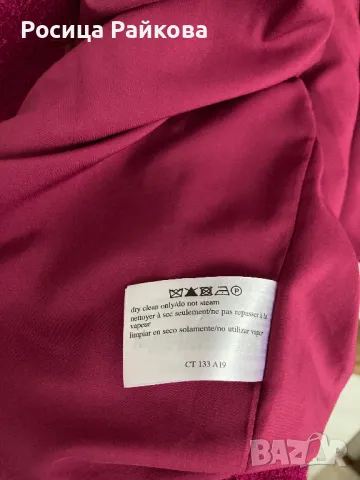 Росица Райкова
P
dry clean only/do not steam
nettoyer à sec seulement/ne pas repasser à la
vapeur
limpiar en seco solamente/no utilizar vapor
CT 133 A19
BAZAR